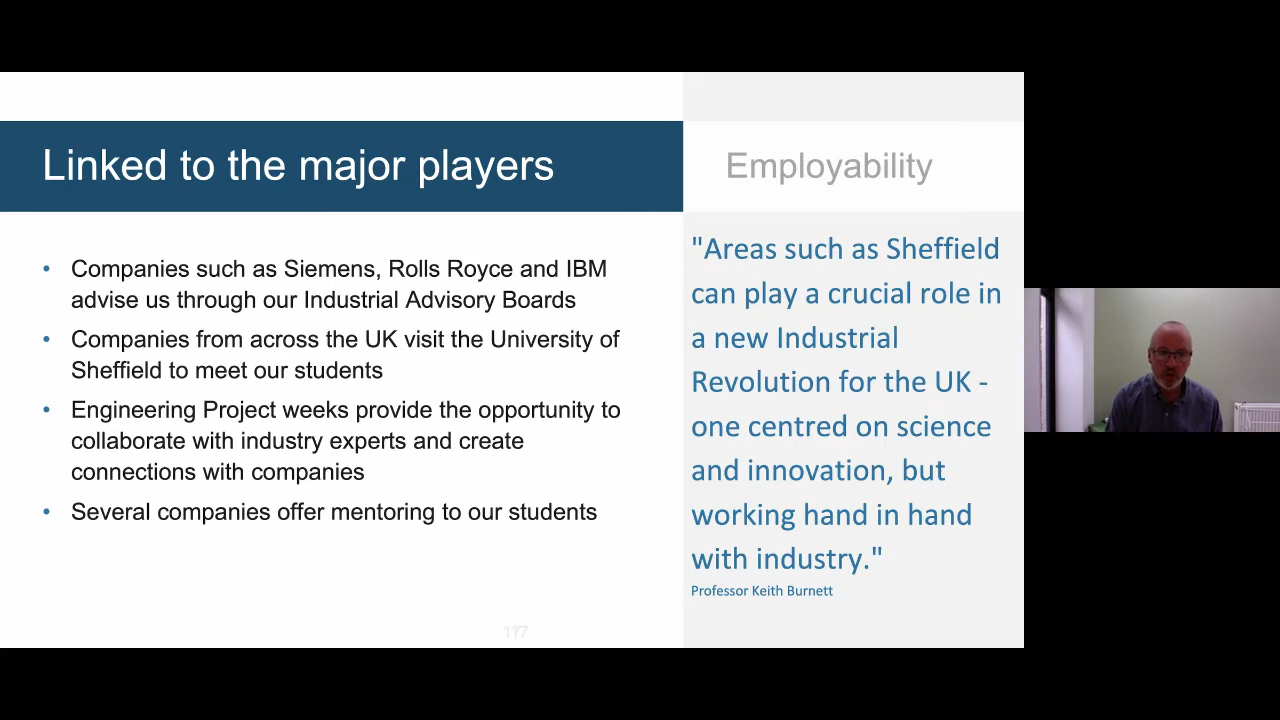 Linked to the major players
Employability
Companies such as Siemens, Rolls Royce and IBM
advise us through our Industrial Advisory Boards
Companies from across the UK visit the University of
Sheffield to meet our students
Engineering Project weeks provide the opportunity to
collaborate with industry experts and create
connections with companies
Several companies offer mentoring to our students
"Areas such as Sheffield
can play a crucial role in
a new Industrial
Revolution for the UK -
one centred on science
and innovation, but
working hand in hand
with industry."
Professor Keith Burnett